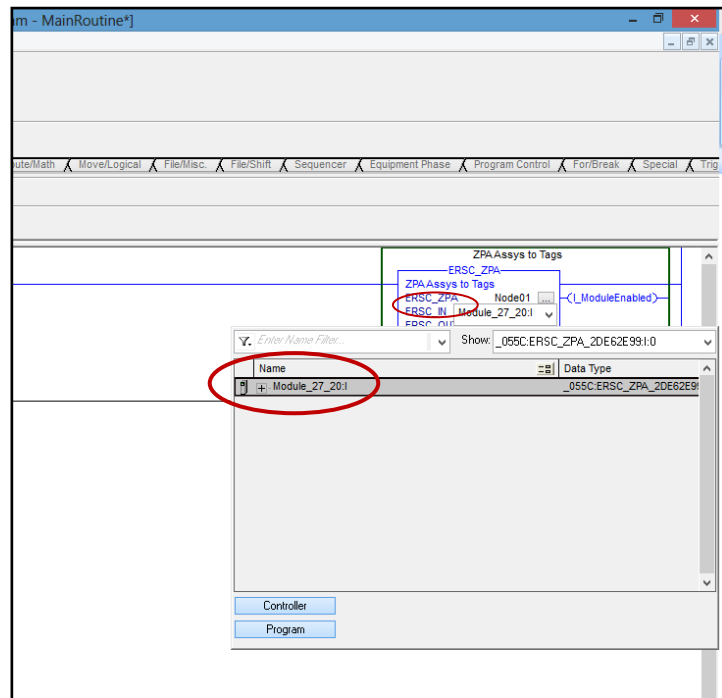 um - MainRoutine*]
ute/Math Move/Logical File/Misc. File/Shift Sequencer Equipment Phase Program Control For/Break Special Trig
ZPA Assys to Tags
ERSC_ZPA
ZPA Assys to Tags
ERSC_ZPA Node01 ... I_ModuleEnabled
ERSC_IN Module_27_20:I
ERSC_OUT
Enter Name Filter... Show: _055C:ERSC_ZPA_2DE62E99:I:0
Name Data Type
Module_27_20:I _055C:ERSC_ZPA_2DE62E9
Controller
Program